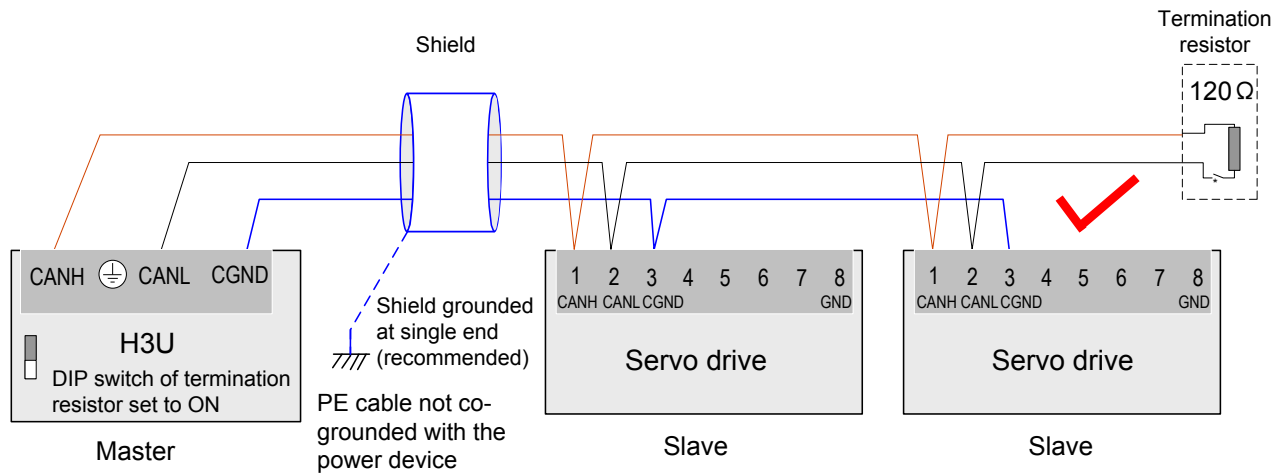 Shield
Termination
resistor
120 Ω
CANH CANL CGND
H3U
DIP switch of termination
resistor set to ON
Master
Shield grounded
at single end
(recommended)
PE cable not co-
grounded with the
power device
1 2 3 4 5 6 7 8
CANH CANL CGND GND
Servo drive
Slave
1 2 3 4 5 6 7 8
CANH CANL CGND GND
Servo drive
Slave